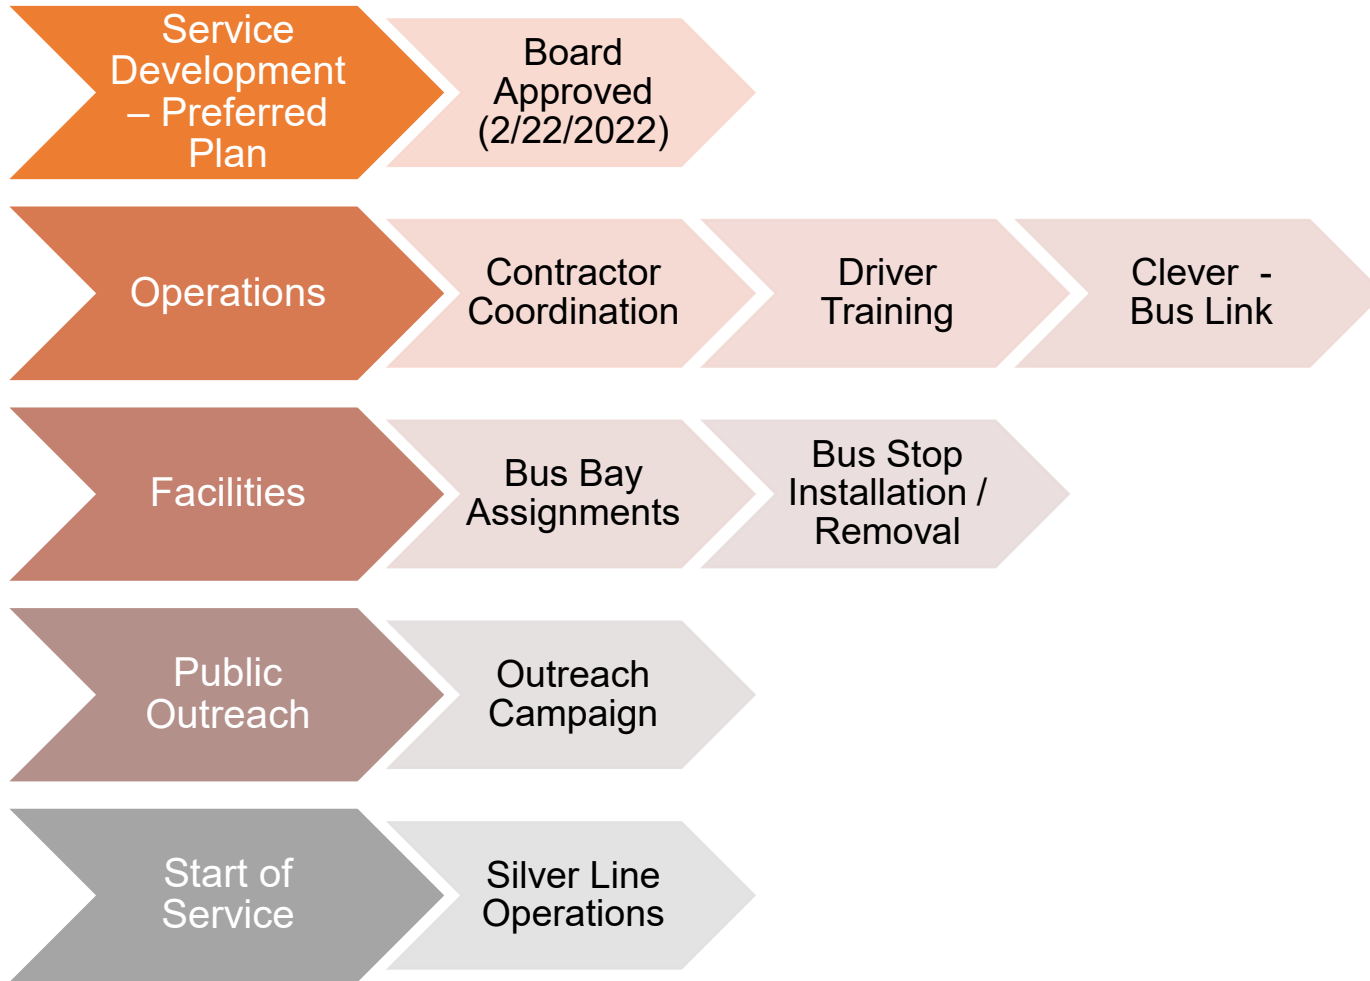 Service
Development
– Preferred
Plan
Board
Approved
(2/22/2022)
Operations
Contractor
Coordination
Driver
Training
Clever -
Bus Link
Facilities
Bus Bay
Assignments
Bus Stop
Installation /
Removal
Public
Outreach
Outreach
Campaign
Start of
Service
Silver Line
Operations